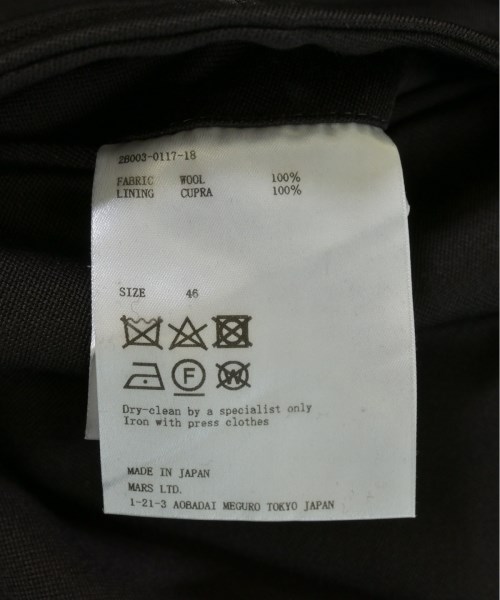 2B003-0117-18
FABRIC WOOL 100%
LINING CUPRA 100%
SIZE 46
F W
Dry-clean by a specialist only
Iron with press clothes
MADE IN JAPAN
MARS LTD.
1-21-3 AOBADAI MEGURO TOKYO JAPAN